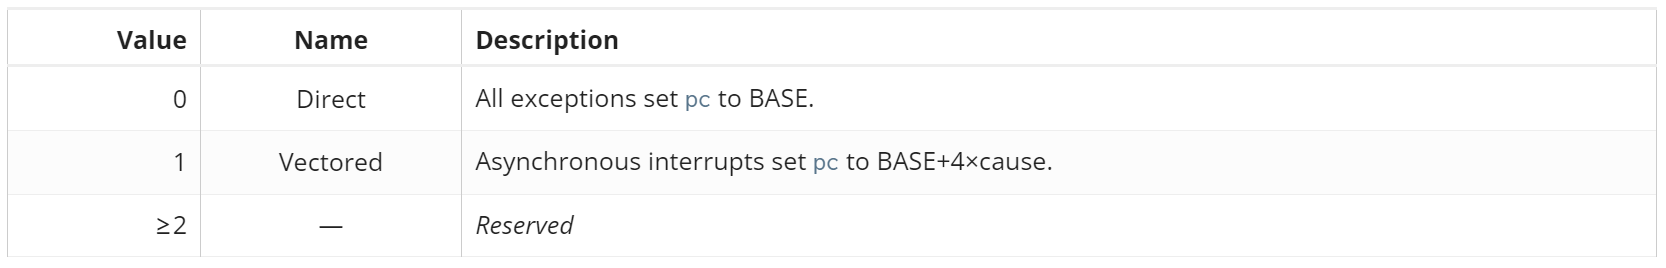 Value Name Description
0 Direct All exceptions set pc to BASE.
1 Vectored Asynchronous interrupts set pc to BASE+4×cause.
≥2 — Reserved